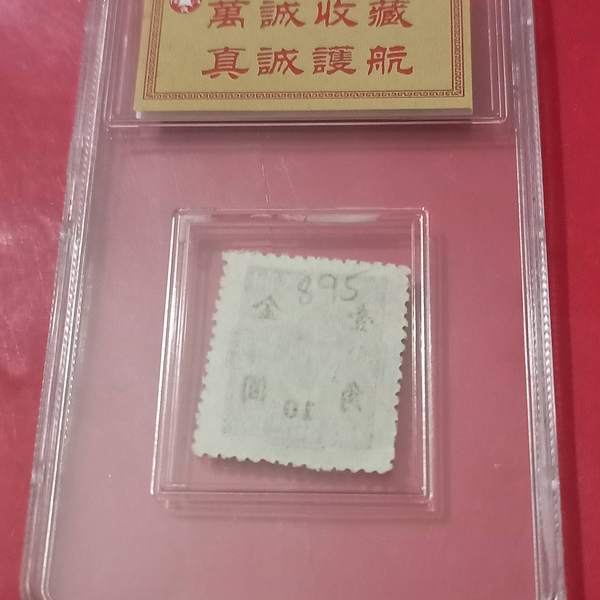 萬誠收藏
真誠護航
895
金 壹
圓 10 角